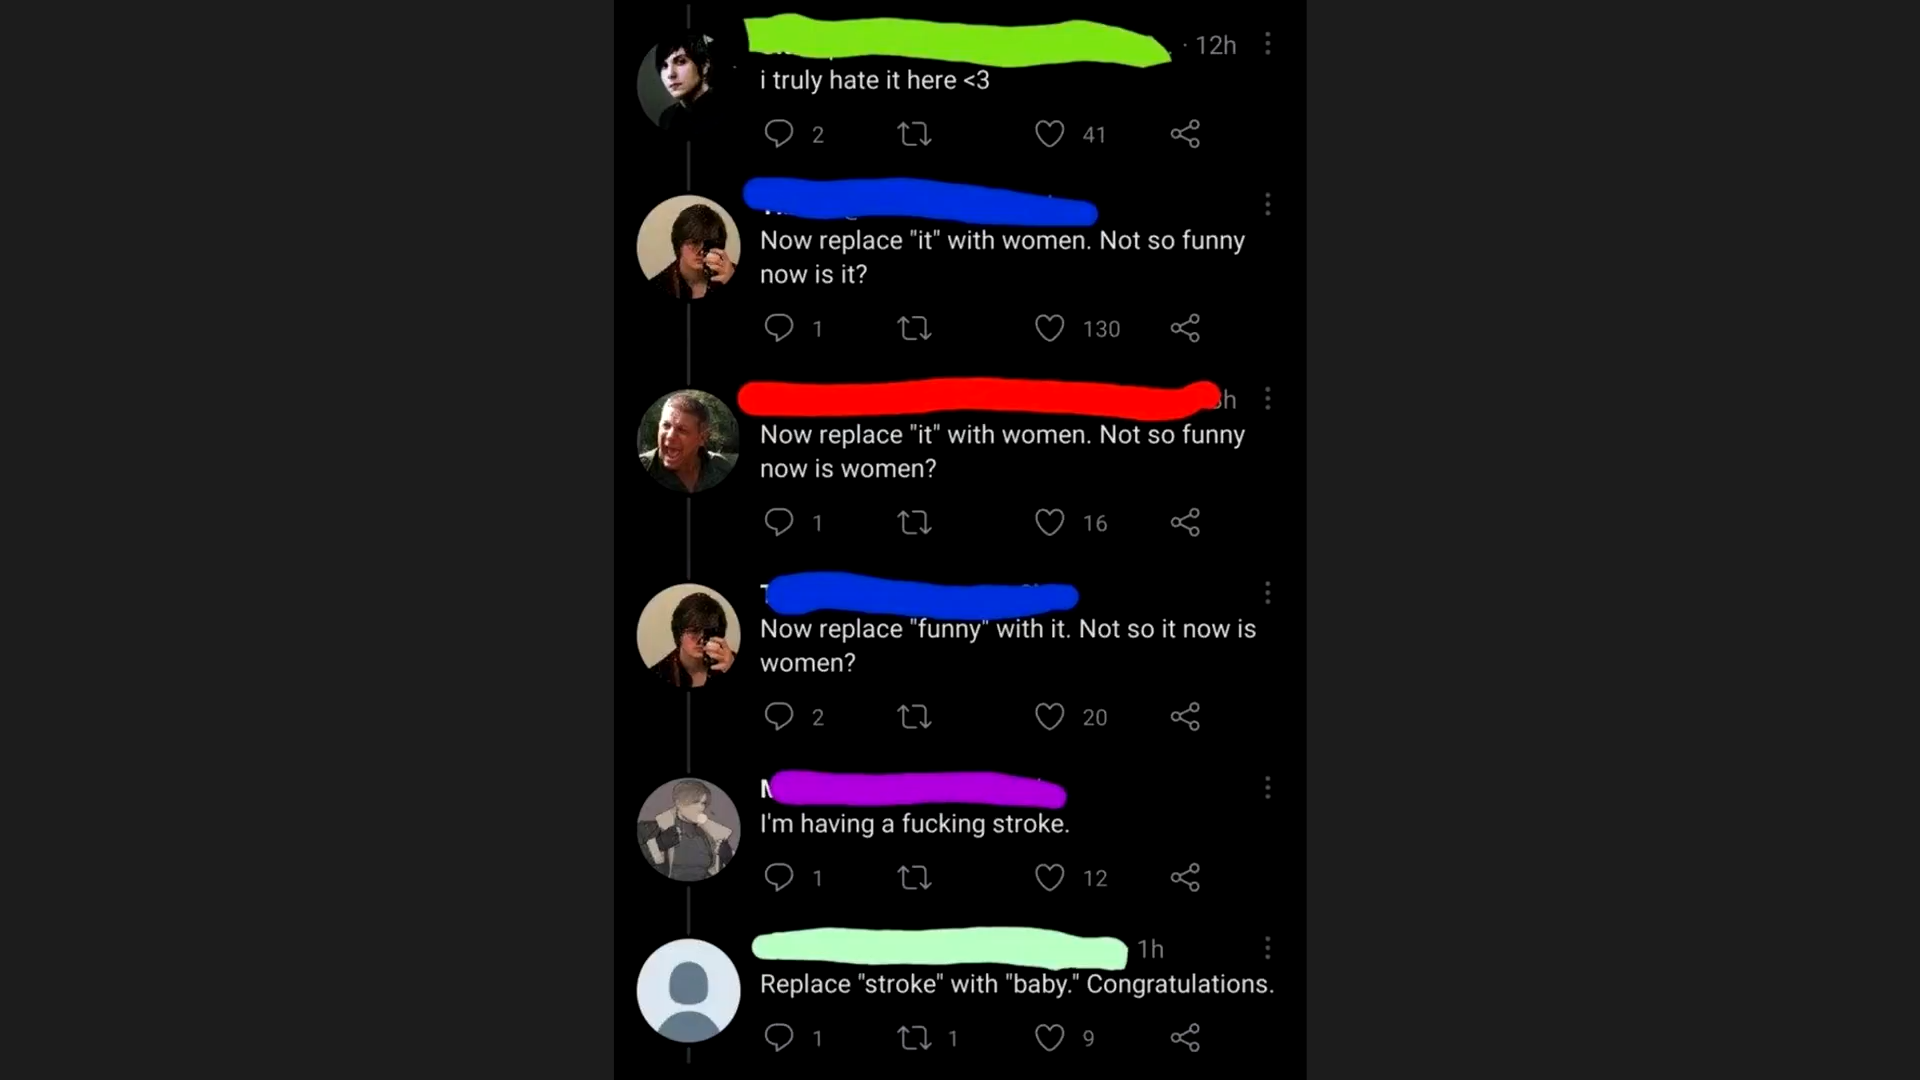 12h
i truly hate it here <3
2 41
Now replace "it" with women. Not so funny
now is it?
1 130
h
Now replace "it" with women. Not so funny
now is women?
1 16
Now replace "funny" with it. Not so it now is
women?
2 20
M
I'm having a fucking stroke.
1 12
1h
Replace "stroke" with "baby." Congratulations.
1 1 9